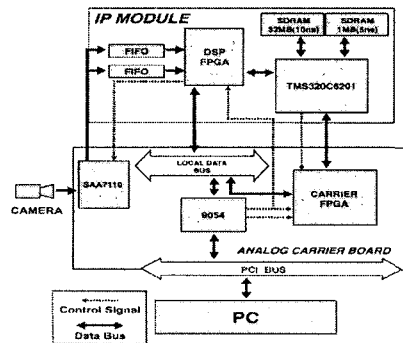 IP MODULE
SDRAM
32MB(10ns)
SDRAM
1MB(5ns)
FIFO
FIFO
DSP
FPGA
TMS320C6201
LOCAL DATA
BUS
SAA7110
CAMERA
9054
CARRIER
FPGA
ANALOG CARRIER BOARD
PCI BUS
Control Signal
Data Bus
PC